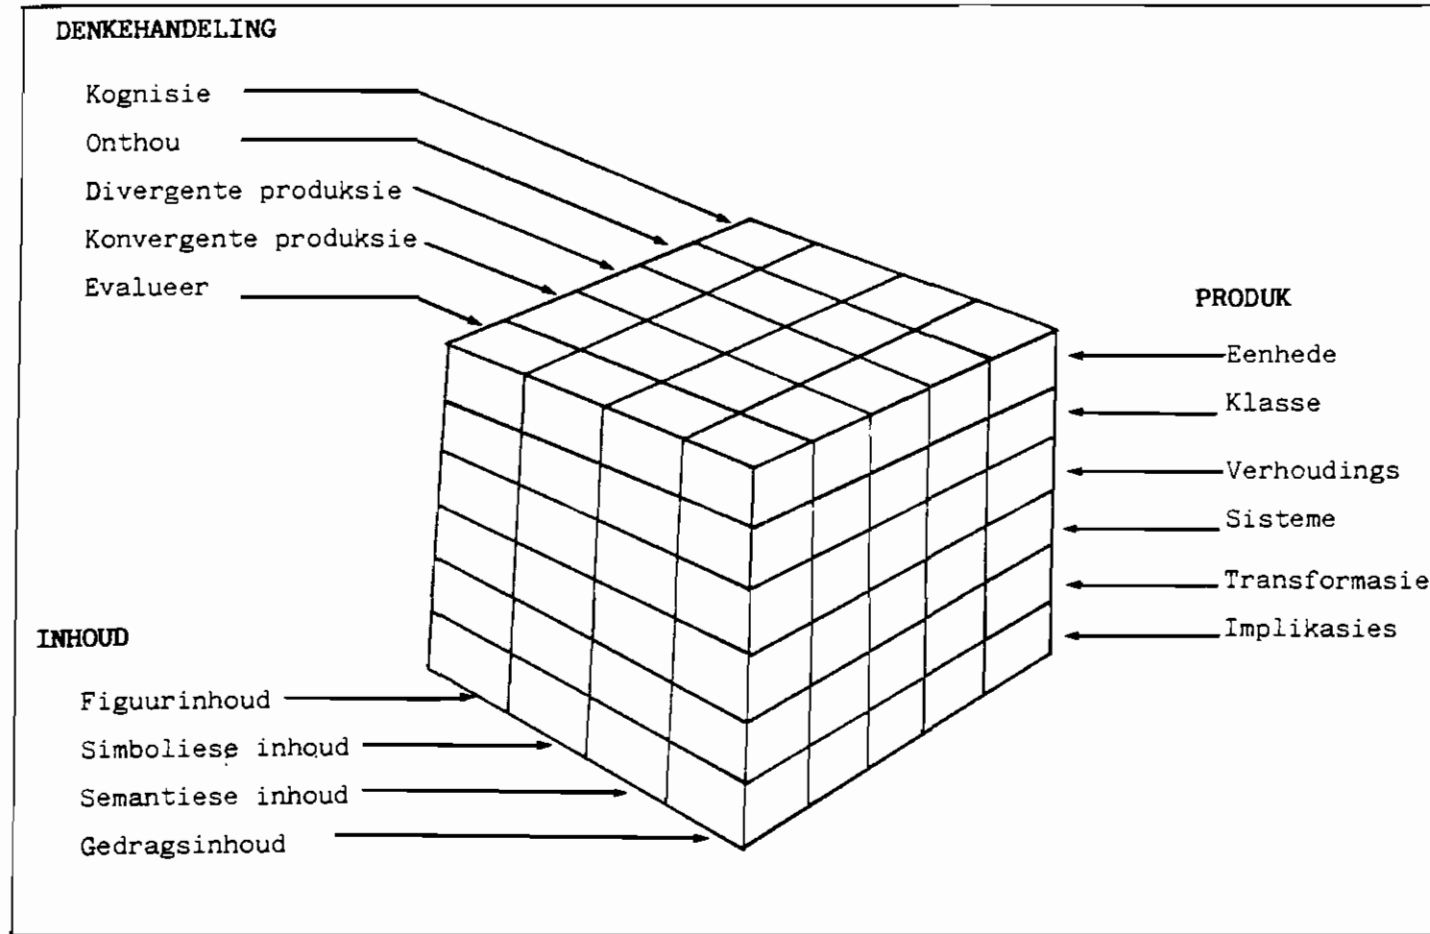 DENKEHANDELING
Kognisie
Onthou
Divergente produksie
Konvergente produksie
Evalueer
PRODUK
Eenhede
Klasse
Verhoudings
Sisteme
Transformasie
Implikasies
INHOUD
Figuurinhoud
Simboliese inhoud
Semantiese inhoud
Gedragsinhoud